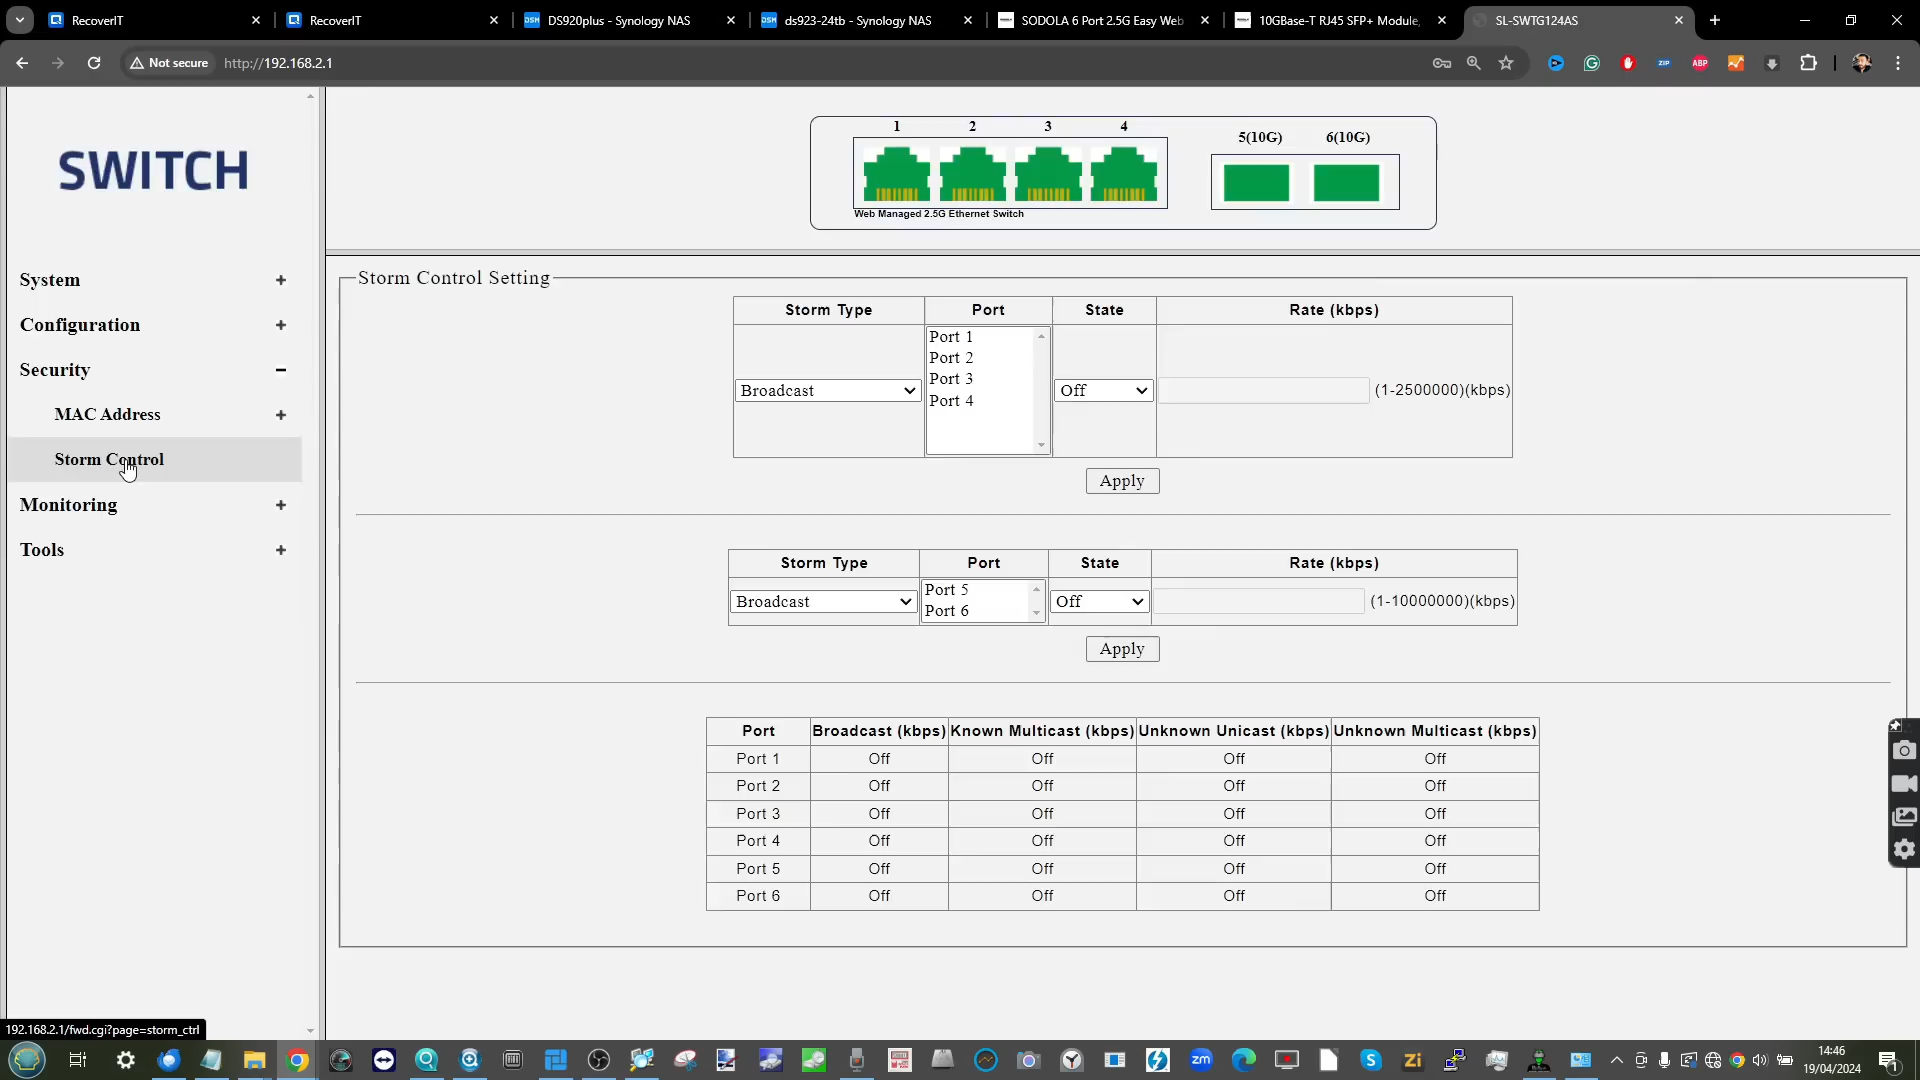 RecoverIT
RecoverIT
DS920plus - Synology NAS
ds923-24tb - Synology NAS
SODOLA 6 Port 2.5G Easy Web
10GBase-T RJ45 SFP+ Module,
SL-SWTG124AS
Not secure
http://192.168.2.1
ZIP
ABP
SWITCH
1 2 3 4
5(10G) 6(10G)
Web Managed 2.5G Ethernet Switch
System +
Configuration +
Security −
MAC Address +
Storm Control
Monitoring +
Tools +
Storm Control Setting
Storm Type Port State Rate (kbps)
Port 1
Port 2
Port 3
Port 4
Broadcast Off (1-2500000)(kbps)
Apply
Storm Type Port State Rate (kbps)
Port 5
Port 6
Broadcast Off (1-10000000)(kbps)
Apply
Port Broadcast (kbps) Known Multicast (kbps) Unknown Unicast (kbps) Unknown Multicast (kbps)
Port 1 Off Off Off Off
Port 2 Off Off Off Off
Port 3 Off Off Off Off
Port 4 Off Off Off Off
Port 5 Off Off Off Off
Port 6 Off Off Off Off
192.168.2.1/fwd.cgi?page=storm_ctrl
zm
Zi
14:46
19/04/2024
1